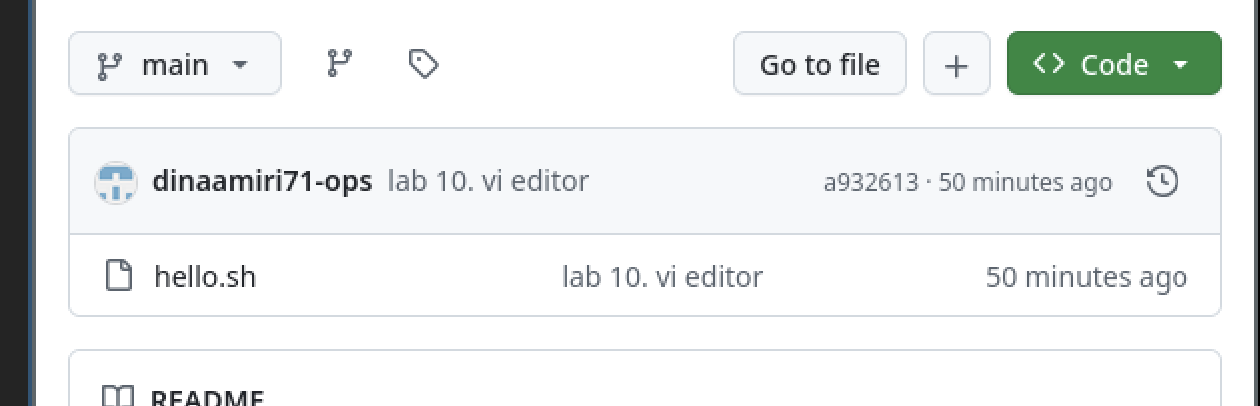 main Go to file Code
dinaamiri71-ops lab 10. vi editor a932613 · 50 minutes ago
hello.sh lab 10. vi editor 50 minutes ago
README